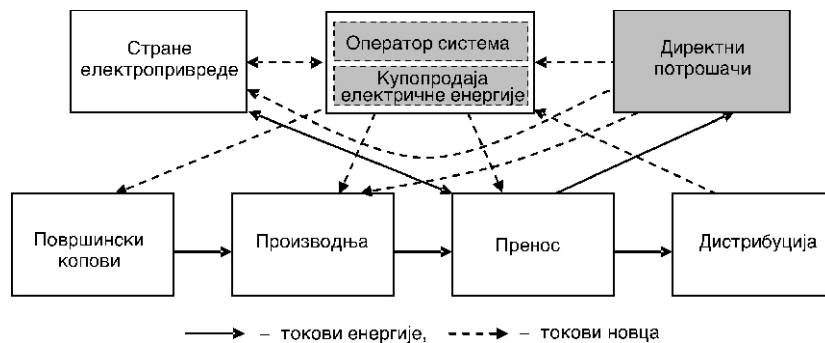 Стране
електропривреде
Оператор система
Купопродаја
електричне енергије
Директни
потрошачи
Површински
копови
Производња
Пренос
Дистрибуција
– токови енергије,
– токови новца